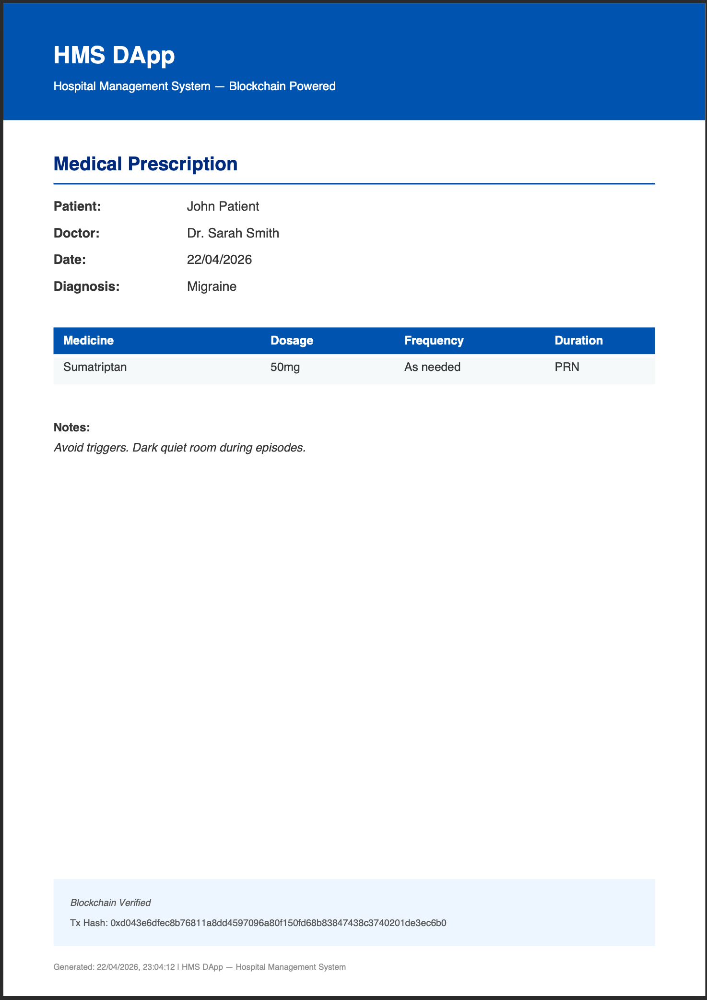 HMS DApp
Hospital Management System — Blockchain Powered
Medical Prescription
Patient: John Patient
Doctor: Dr. Sarah Smith
Date: 22/04/2026
Diagnosis: Migraine
Medicine Dosage Frequency Duration
Sumatriptan 50mg As needed PRN
Notes:
Avoid triggers. Dark quiet room during episodes.
Blockchain Verified
Tx Hash: 0xd043e6dfec8b76811a8dd4597096a80f150fd68b83847438c3740201de3ec6b0
Generated: 22/04/2026, 23:04:12 | HMS DApp — Hospital Management System